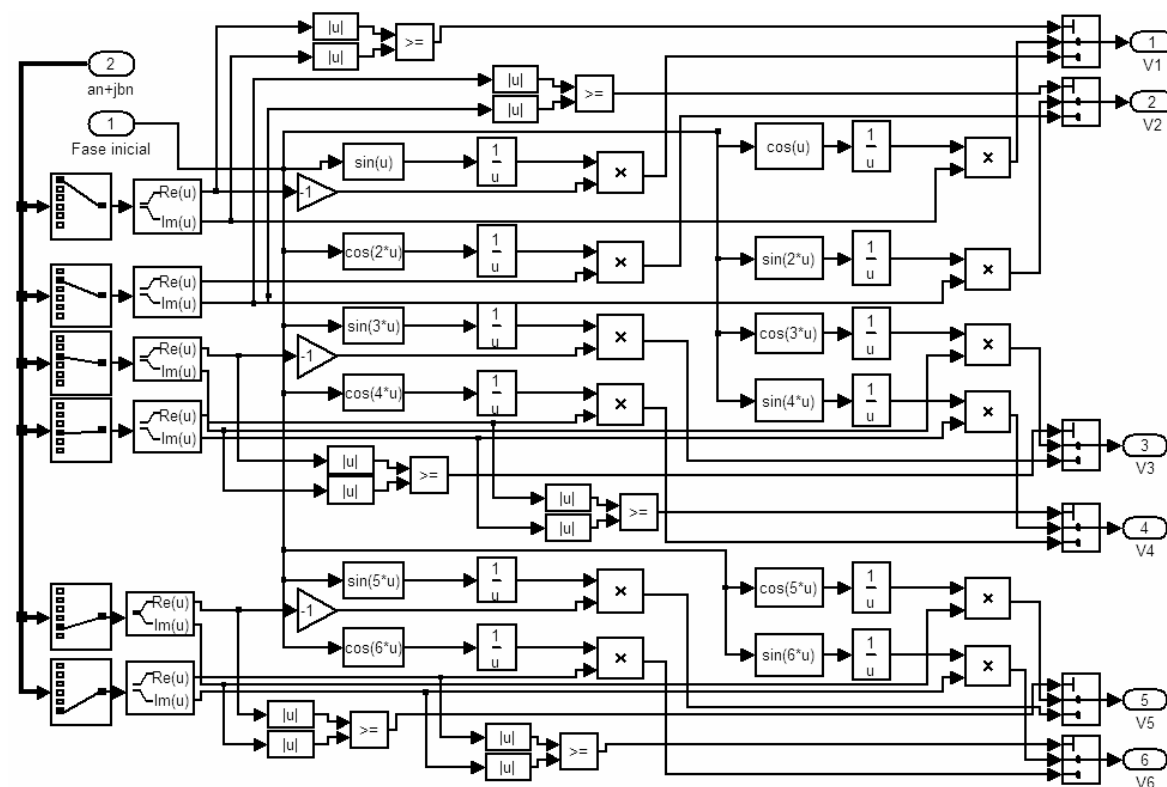 |u|
|u|
>=
1
V1
2
an+jbn
|u|
|u|
>=
2
V2
1
Fase inicial
sin(u)
1
u
×
cos(u)
1
u
×
Re(u)
Im(u)
-1
cos(2*u)
1
u
×
sin(2*u)
1
u
×
Re(u)
Im(u)
sin(3*u)
1
u
×
cos(3*u)
1
u
×
Re(u)
Im(u)
-1
cos(4*u)
1
u
×
sin(4*u)
1
u
×
Re(u)
Im(u)
|u|
|u|
>=
3
V3
|u|
|u|
>=
4
V4
sin(5*u)
1
u
×
cos(5*u)
1
u
×
Re(u)
Im(u)
-1
cos(6*u)
1
u
×
sin(6*u)
1
u
×
Re(u)
Im(u)
|u|
|u|
>=
5
V5
|u|
|u|
>=
6
V6